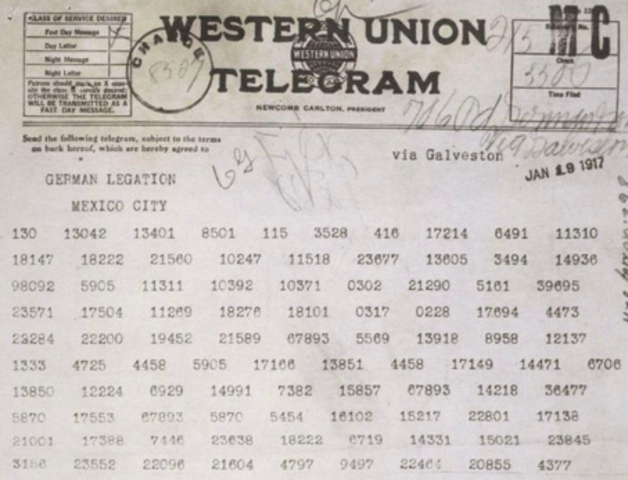 CLASS OF SERVICE DESIRED
Fast Day Message
Day Letter
Night Message
Night Letter
Patrons should mark an X oppo-
site the class of service desired;
OTHERWISE THE TELEGRAM
WILL BE TRANSMITTED AS A
FAST DAY MESSAGE.
CHARGE
WESTERN UNION
WESTERN UNION
TELEGRAM
NEWCOMB CARLTON, PRESIDENT
MC
Check
Time Filed
Send the following telegram, subject to the terms
on back hereof, which are hereby agreed to
via Galveston
JAN 19 1917
GERMAN LEGATION
MEXICO CITY
130 13042 13401 8501 115 3528 416 17214 6491 11310
18147 18222 21560 10247 11518 23677 13605 3494 14936
98092 5905 11311 10392 10371 0302 21290 5161 39695
23571 17504 11269 18276 18101 0317 0228 17694 4473
22284 22200 19452 21589 67893 5569 13918 8958 12137
1333 4725 4458 5905 17166 13851 4458 17149 14471 6706
13850 12224 6929 14991 7382 15857 67893 14218 36477
5870 17553 67893 5870 5454 16102 15217 22801 17138
21001 17388 7446 23638 18222 6719 14331 15021 23845
3156 23552 22096 21604 4797 9497 22464 20855 4377